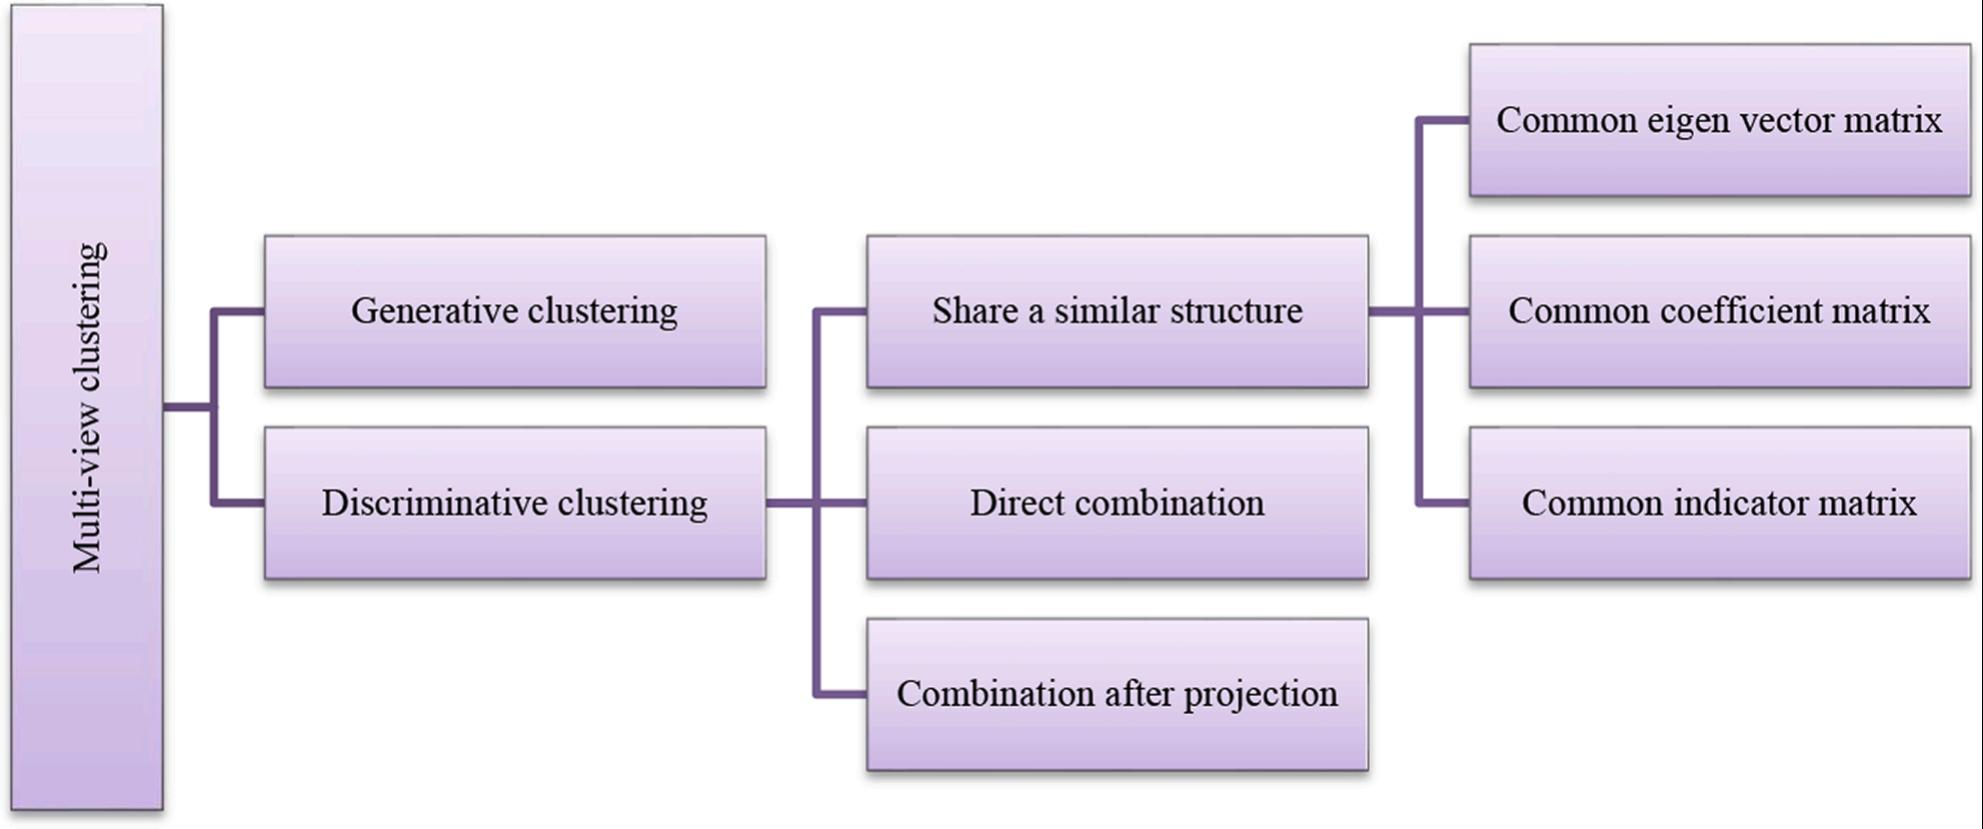 Multi-view clustering
Generative clustering
Discriminative clustering
Share a similar structure
Direct combination
Combination after projection
Common eigen vector matrix
Common coefficient matrix
Common indicator matrix